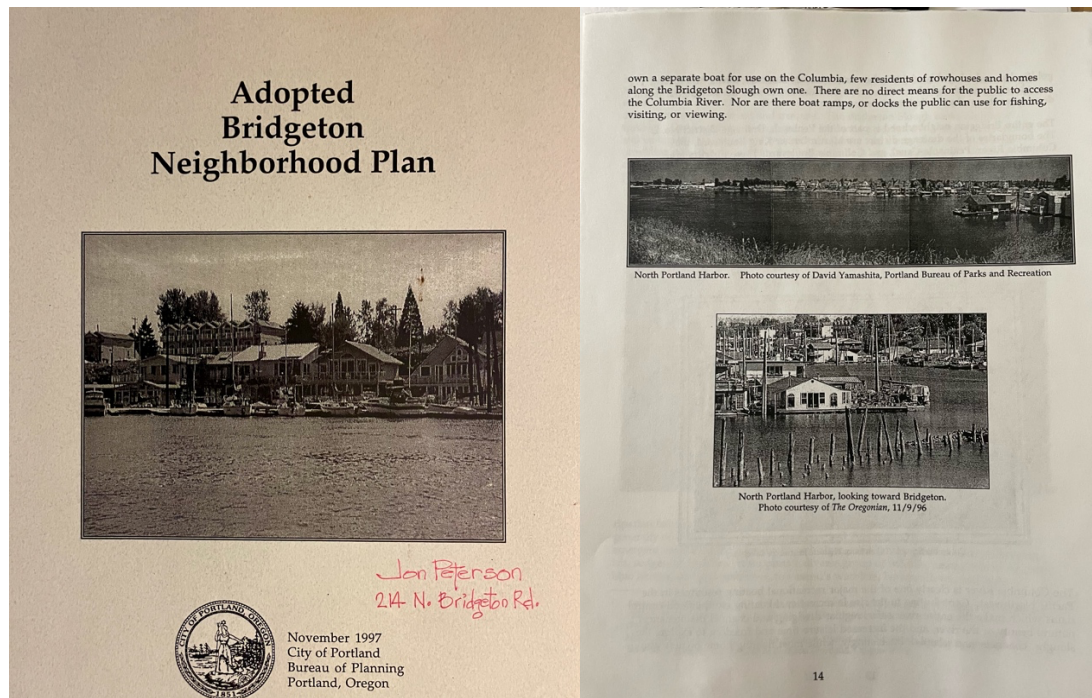 Adopted
Bridgeton
Neighborhood Plan
Jon Peterson
214 N. Bridgeton Rd.
CITY OF PORTLAND, OREGON
1851
November 1997
City of Portland
Bureau of Planning
Portland, Oregon
own a separate boat for use on the Columbia, few residents of rowhouses and homes
along the Bridgeton Slough own one. There are no direct means for the public to access
the Columbia River. Nor are there boat ramps, or docks the public can use for fishing,
visiting, or viewing.
North Portland Harbor. Photo courtesy of David Yamashita, Portland Bureau of Parks and Recreation
North Portland Harbor, looking toward Bridgeton.
Photo courtesy of The Oregonian, 11/9/96
14